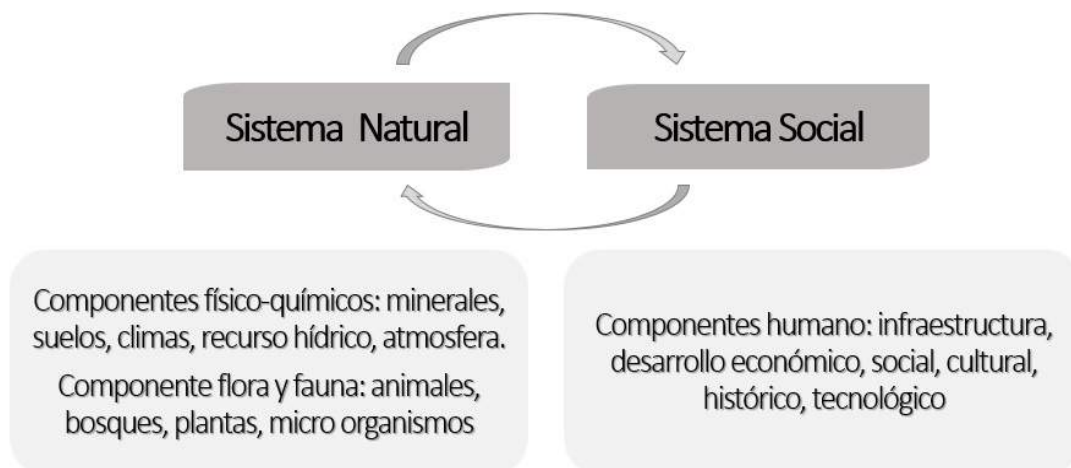 Sistema Natural
Sistema Social
Componentes físico-químicos: minerales,
suelos, climas, recurso hídrico, atmosfera.
Componente flora y fauna: animales,
bosques, plantas, micro organismos
Componentes humano: infraestructura,
desarrollo económico, social, cultural,
histórico, tecnológico